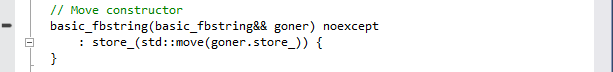 // Move constructor
basic_fbstring(basic_fbstring&& goner) noexcept
    : store_(std::move(goner.store_)) {
}